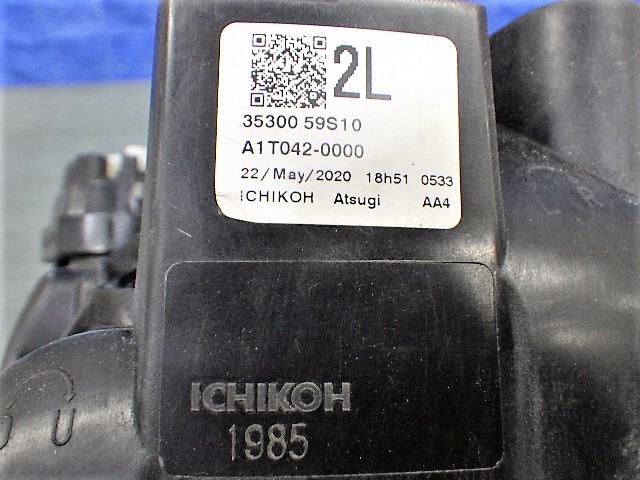 2L
35300 59S10
A1T042-0000
22/May/2020 18h51 0533
ICHIKOH Atsugi AA4
ICHIKOH
1985
U